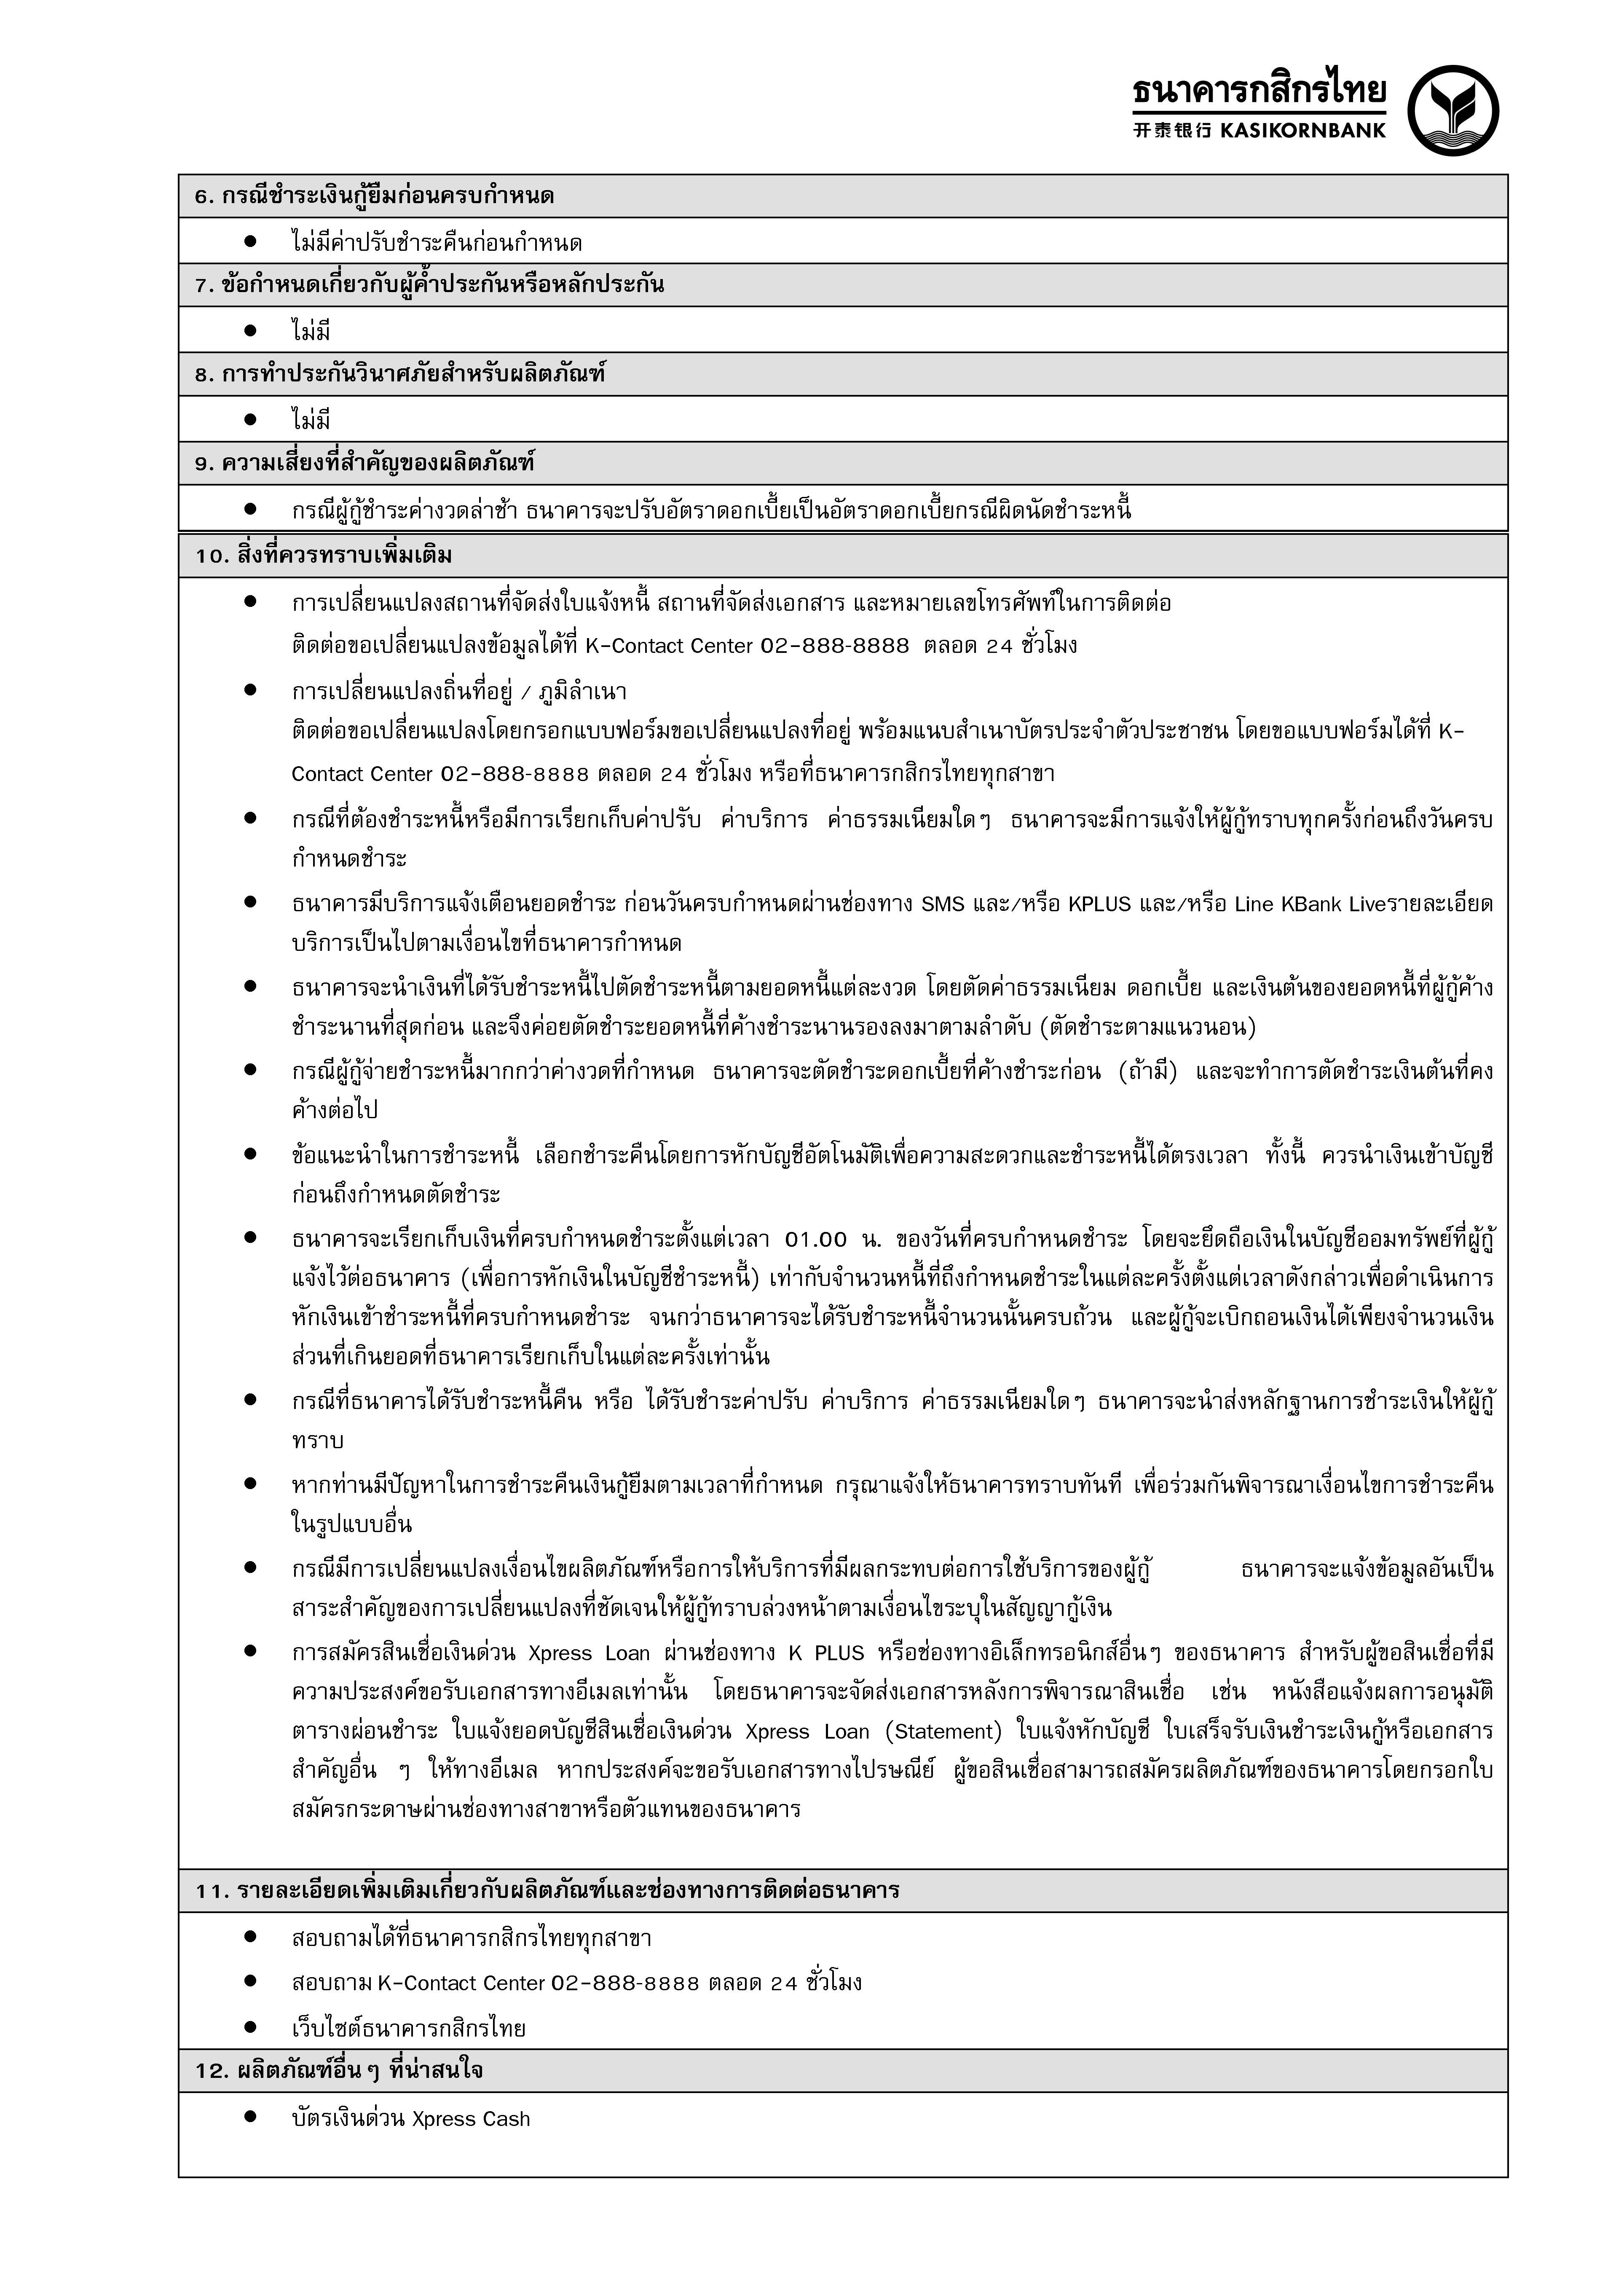 ธนาคารกสิกรไทย
开泰银行 KASIKORNBANK
6. กรณีชำระเงินกู้ยืมก่อนครบกำหนด
● ไม่มีค่าปรับชำระคืนก่อนกำหนด
7. ข้อกำหนดเกี่ยวกับผู้ค้ำประกันหรือหลักประกัน
● ไม่มี
8. การทำประกันวินาศภัยสำหรับผลิตภัณฑ์
● ไม่มี
9. ความเสี่ยงที่สำคัญของผลิตภัณฑ์
● กรณีผู้กู้ชำระค่างวดล่าช้า ธนาคารจะปรับอัตราดอกเบี้ยเป็นอัตราดอกเบี้ยกรณีผิดนัดชำระหนี้
10. สิ่งที่ควรทราบเพิ่มเติม
● การเปลี่ยนแปลงสถานที่จัดส่งใบแจ้งหนี้ สถานที่จัดส่งเอกสาร และหมายเลขโทรศัพท์ในการติดต่อ
ติดต่อขอเปลี่ยนแปลงข้อมูลได้ที่ K-Contact Center 02-888-8888 ตลอด 24 ชั่วโมง
● การเปลี่ยนแปลงถิ่นที่อยู่ / ภูมิลำเนา
ติดต่อขอเปลี่ยนแปลงโดยกรอกแบบฟอร์มขอเปลี่ยนแปลงที่อยู่ พร้อมแนบสำเนาบัตรประจำตัวประชาชน โดยขอแบบฟอร์มได้ที่ K-
Contact Center 02-888-8888 ตลอด 24 ชั่วโมง หรือที่ธนาคารกสิกรไทยทุกสาขา
● กรณีที่ต้องชำระหนี้หรือมีการเรียกเก็บค่าปรับ ค่าบริการ ค่าธรรมเนียมใดๆ ธนาคารจะมีการแจ้งให้ผู้กู้ทราบทุกครั้งก่อนถึงวันครบ
กำหนดชำระ
● ธนาคารมีบริการแจ้งเตือนยอดชำระ ก่อนวันครบกำหนดผ่านช่องทาง SMS และ/หรือ KPLUS และ/หรือ Line KBank Liveรายละเอียด
บริการเป็นไปตามเงื่อนไขที่ธนาคารกำหนด
● ธนาคารจะนำเงินที่ได้รับชำระหนี้ไปตัดชำระหนี้ตามยอดหนี้แต่ละงวด โดยตัดค่าธรรมเนียม ดอกเบี้ย และเงินต้นของยอดหนี้ที่ผู้กู้ค้าง
ชำระนานที่สุดก่อน และจึงค่อยตัดชำระยอดหนี้ที่ค้างชำระนานรองลงมาตามลำดับ (ตัดชำระตามแนวนอน)
● กรณีผู้กู้จ่ายชำระหนี้มากกว่าค่างวดที่กำหนด ธนาคารจะตัดชำระดอกเบี้ยที่ค้างชำระก่อน (ถ้ามี) และจะทำการตัดชำระเงินต้นที่คง
ค้างต่อไป
● ข้อแนะนำในการชำระหนี้ เลือกชำระคืนโดยการหักบัญชีอัตโนมัติเพื่อความสะดวกและชำระหนี้ได้ตรงเวลา ทั้งนี้ ควรนำเงินเข้าบัญชี
ก่อนถึงกำหนดตัดชำระ
● ธนาคารจะเรียกเก็บเงินที่ครบกำหนดชำระตั้งแต่เวลา 01.00 น. ของวันที่ครบกำหนดชำระ โดยจะยึดถือเงินในบัญชีออมทรัพย์ที่ผู้กู้
แจ้งไว้ต่อธนาคาร (เพื่อการหักเงินในบัญชีชำระหนี้) เท่ากับจำนวนหนี้ที่ถึงกำหนดชำระในแต่ละครั้งตั้งแต่เวลาดังกล่าวเพื่อดำเนินการ
หักเงินเข้าชำระหนี้ที่ครบกำหนดชำระ จนกว่าธนาคารจะได้รับชำระหนี้จำนวนนั้นครบถ้วน และผู้กู้จะเบิกถอนเงินได้เพียงจำนวนเงิน
ส่วนที่เกินยอดที่ธนาคารเรียกเก็บในแต่ละครั้งเท่านั้น
● กรณีที่ธนาคารได้รับชำระหนี้คืน หรือ ได้รับชำระค่าปรับ ค่าบริการ ค่าธรรมเนียมใดๆ ธนาคารจะนำส่งหลักฐานการชำระเงินให้ผู้กู้
ทราบ
● หากท่านมีปัญหาในการชำระคืนเงินกู้ยืมตามเวลาที่กำหนด กรุณาแจ้งให้ธนาคารทราบทันที เพื่อร่วมกันพิจารณาเงื่อนไขการชำระคืน
ในรูปแบบอื่น
● กรณีมีการเปลี่ยนแปลงเงื่อนไขผลิตภัณฑ์หรือการให้บริการที่มีผลกระทบต่อการใช้บริการของผู้กู้ ธนาคารจะแจ้งข้อมูลอันเป็น
สาระสำคัญของการเปลี่ยนแปลงที่ชัดเจนให้ผู้กู้ทราบล่วงหน้าตามเงื่อนไขระบุในสัญญากู้เงิน
● การสมัครสินเชื่อเงินด่วน Xpress Loan ผ่านช่องทาง K PLUS หรือช่องทางอิเล็กทรอนิกส์อื่นๆ ของธนาคาร สำหรับผู้ขอสินเชื่อที่มี
ความประสงค์ขอรับเอกสารทางอีเมลเท่านั้น โดยธนาคารจะจัดส่งเอกสารหลังการพิจารณาสินเชื่อ เช่น หนังสือแจ้งผลการอนุมัติ
ตารางผ่อนชำระ ใบแจ้งยอดบัญชีสินเชื่อเงินด่วน Xpress Loan (Statement) ใบแจ้งหักบัญชี ใบเสร็จรับเงินชำระเงินกู้หรือเอกสาร
สำคัญอื่น ๆ ให้ทางอีเมล หากประสงค์จะขอรับเอกสารทางไปรษณีย์ ผู้ขอสินเชื่อสามารถสมัครผลิตภัณฑ์ของธนาคารโดยกรอกใบ
สมัครกระดาษผ่านช่องทางสาขาหรือตัวแทนของธนาคาร
11. รายละเอียดเพิ่มเติมเกี่ยวกับผลิตภัณฑ์และช่องทางการติดต่อธนาคาร
● สอบถามได้ที่ธนาคารกสิกรไทยทุกสาขา
● สอบถาม K-Contact Center 02-888-8888 ตลอด 24 ชั่วโมง
● เว็บไซต์ธนาคารกสิกรไทย
12. ผลิตภัณฑ์อื่นๆ ที่น่าสนใจ
● บัตรเงินด่วน Xpress Cash